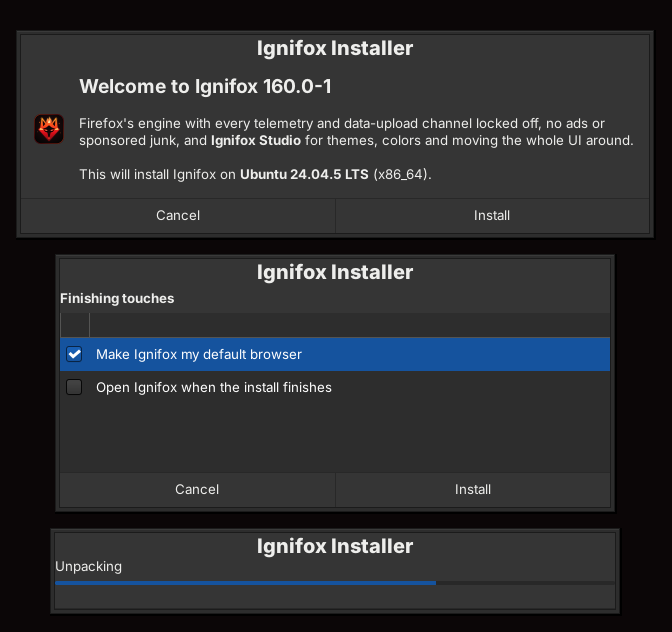 Ignifox Installer
Welcome to Ignifox 160.0-1
Firefox's engine with every telemetry and data-upload channel locked off, no ads or
sponsored junk, and Ignifox Studio for themes, colors and moving the whole UI around.
This will install Ignifox on Ubuntu 24.04.5 LTS (x86_64).
Cancel
Install
Ignifox Installer
Finishing touches
Make Ignifox my default browser
Open Ignifox when the install finishes
Cancel
Install
Ignifox Installer
Unpacking